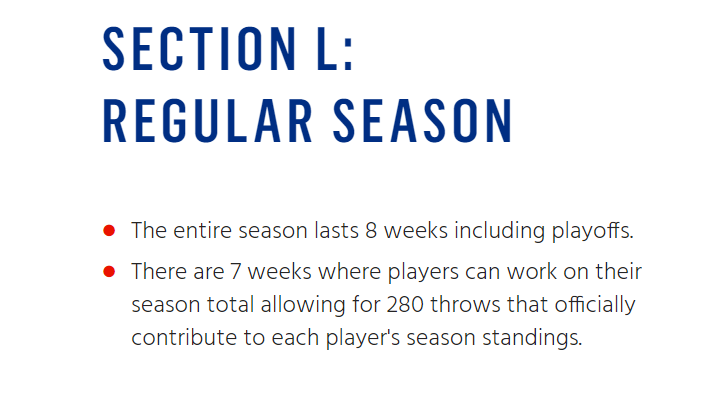 SECTION L:
REGULAR SEASON
● The entire season lasts 8 weeks including playoffs.
● There are 7 weeks where players can work on their
season total allowing for 280 throws that officially
contribute to each player's season standings.